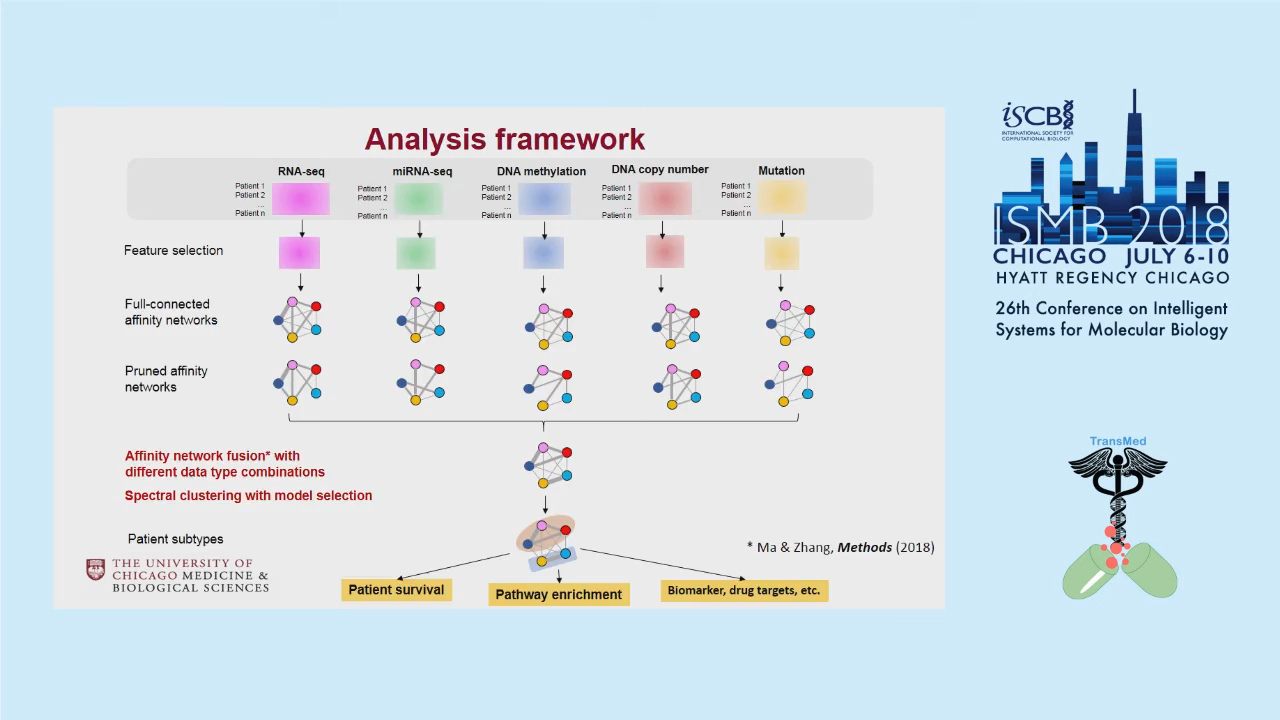 Analysis framework
RNA-seq
miRNA-seq
DNA methylation
DNA copy number
Mutation
Patient 1
Patient 2
...
Patient n
Patient 1
Patient 2
...
Patient n
Patient 1
Patient 2
...
Patient n
Patient 1
Patient 2
...
Patient n
Patient 1
Patient 2
...
Patient n
Feature selection
Full-connected
affinity networks
Pruned affinity
networks
Affinity network fusion* with
different data type combinations
Spectral clustering with model selection
Patient subtypes
* Ma & Zhang, Methods (2018)
THE UNIVERSITY OF
CHICAGO MEDICINE &
BIOLOGICAL SCIENCES
Patient survival
Pathway enrichment
Biomarker, drug targets, etc.
iSCB
INTERNATIONAL SOCIETY FOR
COMPUTATIONAL BIOLOGY
ISMB 2018
CHICAGO JULY 6-10
HYATT REGENCY CHICAGO
26th Conference on Intelligent
Systems for Molecular Biology
TransMed